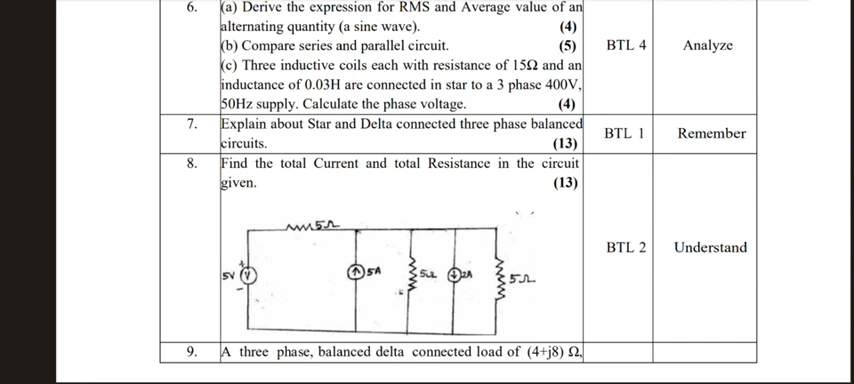 6. (a) Derive the expression for RMS and Average value of an
alternating quantity (a sine wave). (4)
(b) Compare series and parallel circuit. (5) BTL 4 Analyze
(c) Three inductive coils each with resistance of 15Ω and an
inductance of 0.03H are connected in star to a 3 phase 400V,
50Hz supply. Calculate the phase voltage. (4)
7. Explain about Star and Delta connected three phase balanced
circuits. (13) BTL 1 Remember
8. Find the total Current and total Resistance in the circuit
given. (13)
5Ω
BTL 2 Understand
5V V 5A 5Ω 2A 5Ω
9. A three phase, balanced delta connected load of (4+j8) Ω,